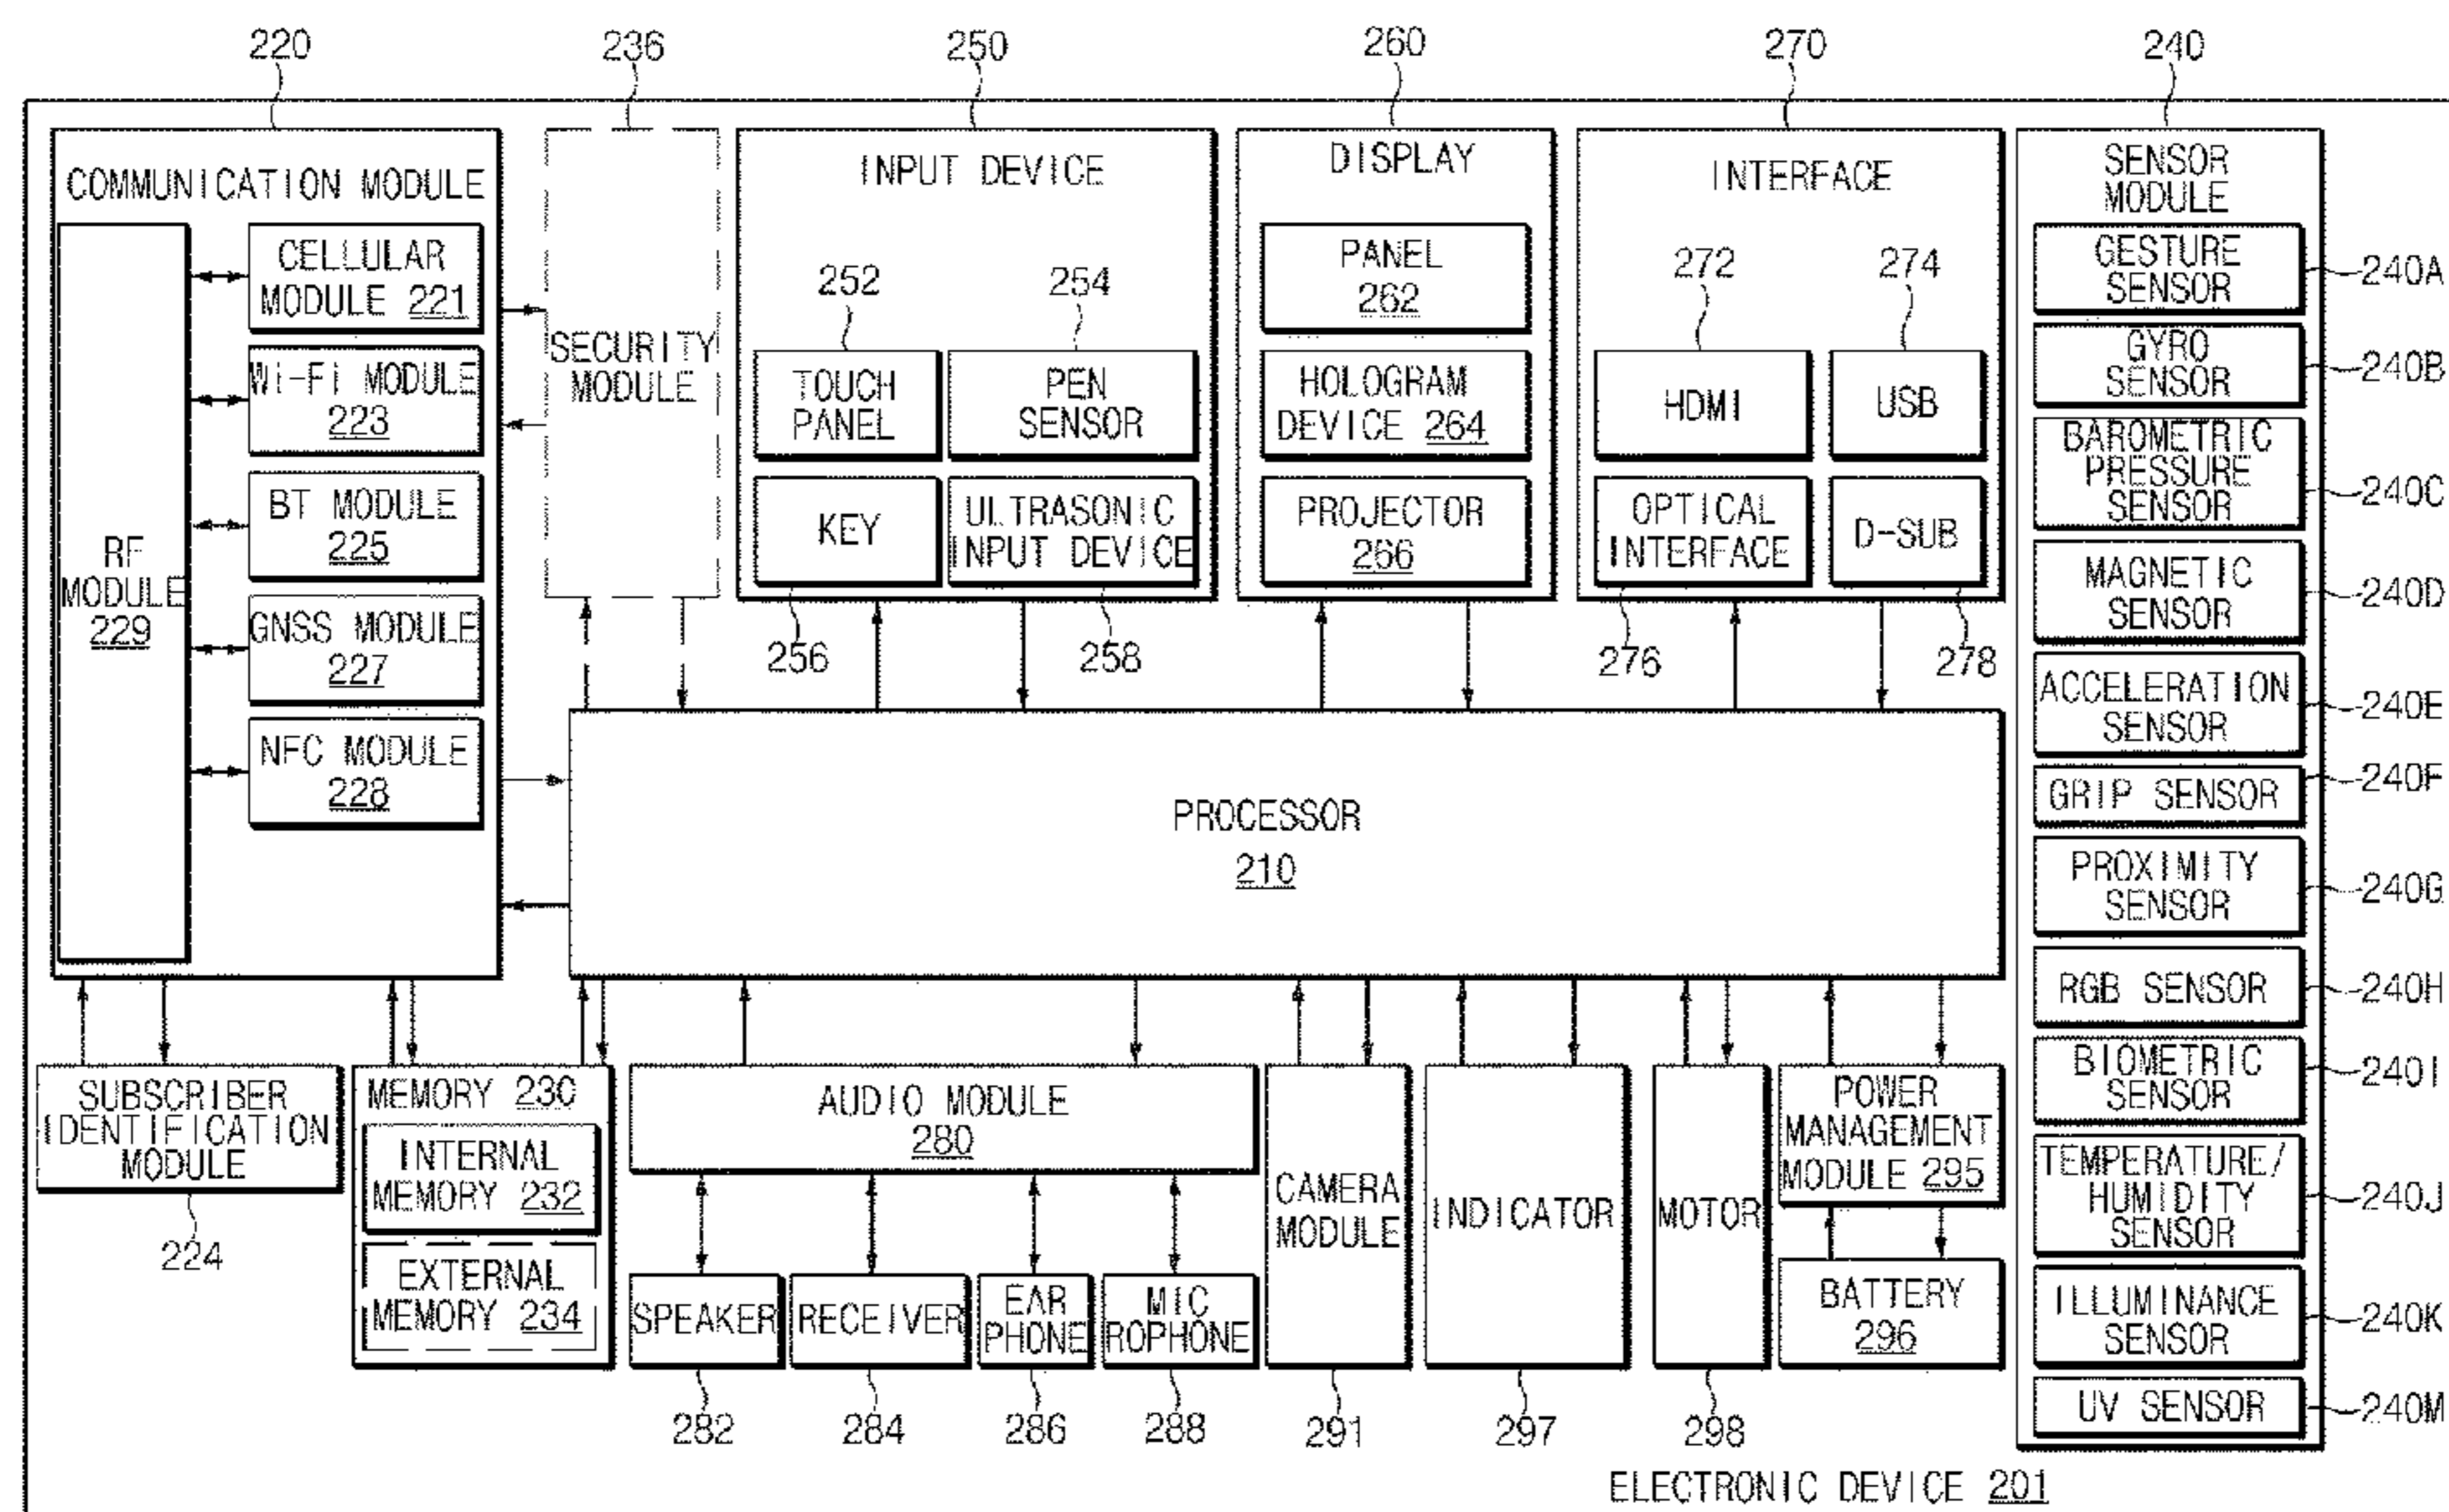 220
236
250
260
270
240
COMMUNICATION MODULE
RF
MODULE
229
CELLULAR
MODULE 221
Wi-Fi MODULE
223
BT MODULE
225
GNSS MODULE
227
NFC MODULE
228
SECURITY
MODULE
INPUT DEVICE
252
254
TOUCH
PANEL
PEN
SENSOR
KEY
ULTRASONIC
INPUT DEVICE
256
258
DISPLAY
PANEL
262
HOLOGRAM
DEVICE 264
PROJECTOR
266
INTERFACE
272
274
HDMI
USB
OPTICAL
INTERFACE
D-SUB
276
278
SENSOR
MODULE
GESTURE
SENSOR
240A
GYRO
SENSOR
240B
BAROMETRIC
PRESSURE
SENSOR
240C
MAGNETIC
SENSOR
240D
ACCELERATION
SENSOR
240E
GRIP SENSOR
240F
PROXIMITY
SENSOR
240G
RGB SENSOR
240H
BIOMETRIC
SENSOR
240I
TEMPERATURE/
HUMIDITY
SENSOR
240J
ILLUMINANCE
SENSOR
240K
UV SENSOR
240M
PROCESSOR
210
SUBSCRIBER
IDENTIFICATION
MODULE
224
MEMORY 230
INTERNAL
MEMORY 232
EXTERNAL
MEMORY 234
AUDIO MODULE
280
SPEAKER
RECEIVER
EAR
PHONE
MIC
ROPHONE
282
284
286
288
CAMERA
MODULE
291
INDICATOR
297
MOTOR
298
POWER
MANAGEMENT
MODULE 295
BATTERY
296
ELECTRONIC DEVICE 201